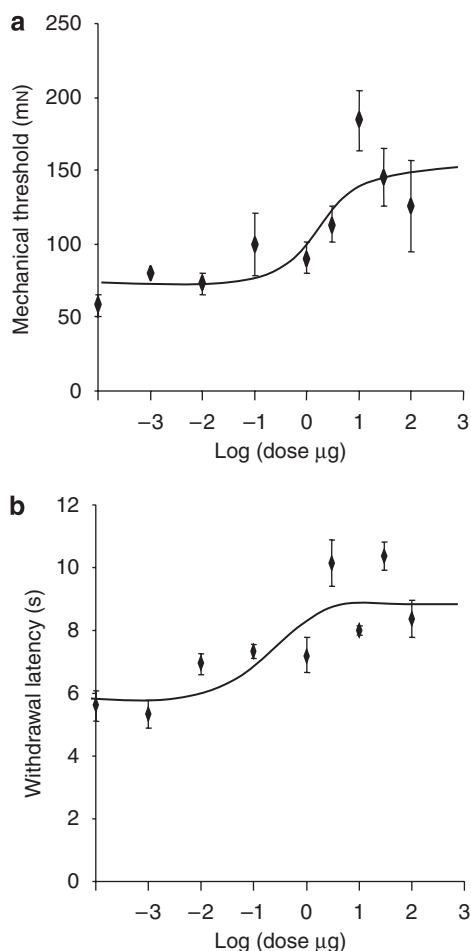 a
Mechanical threshold (mN)
250
200
150
100
50
0
−3 −2 −1 0 1 2 3
Log (dose μg)
b
Withdrawal latency (s)
12
10
8
6
4
2
0
−3 −2 −1 0 1 2 3
Log (dose μg)